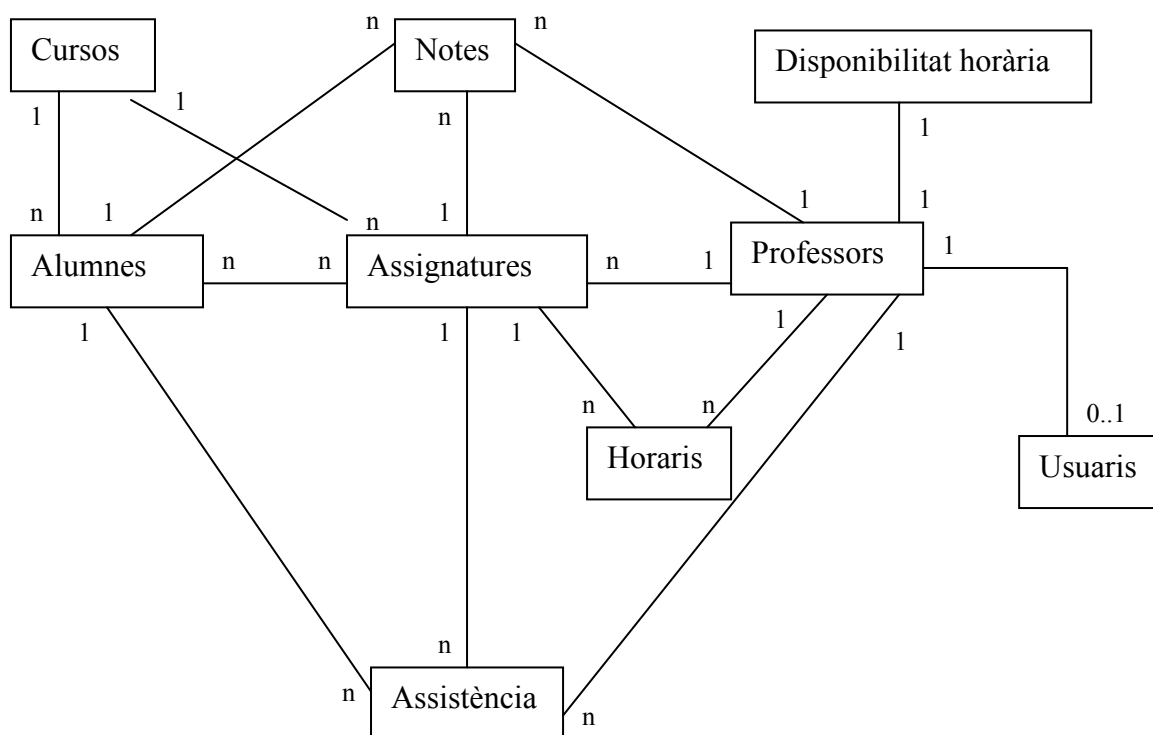 n
n
Cursos
Notes
Disponibilitat horària
1
1
n
1
n
1
n
1
1
1
Alumnes
n
n
Assignatures
n
1
Professors
1
1
1
1
1
1
0..1
n
n
Horaris
Usuaris
n
n
Assistència
n